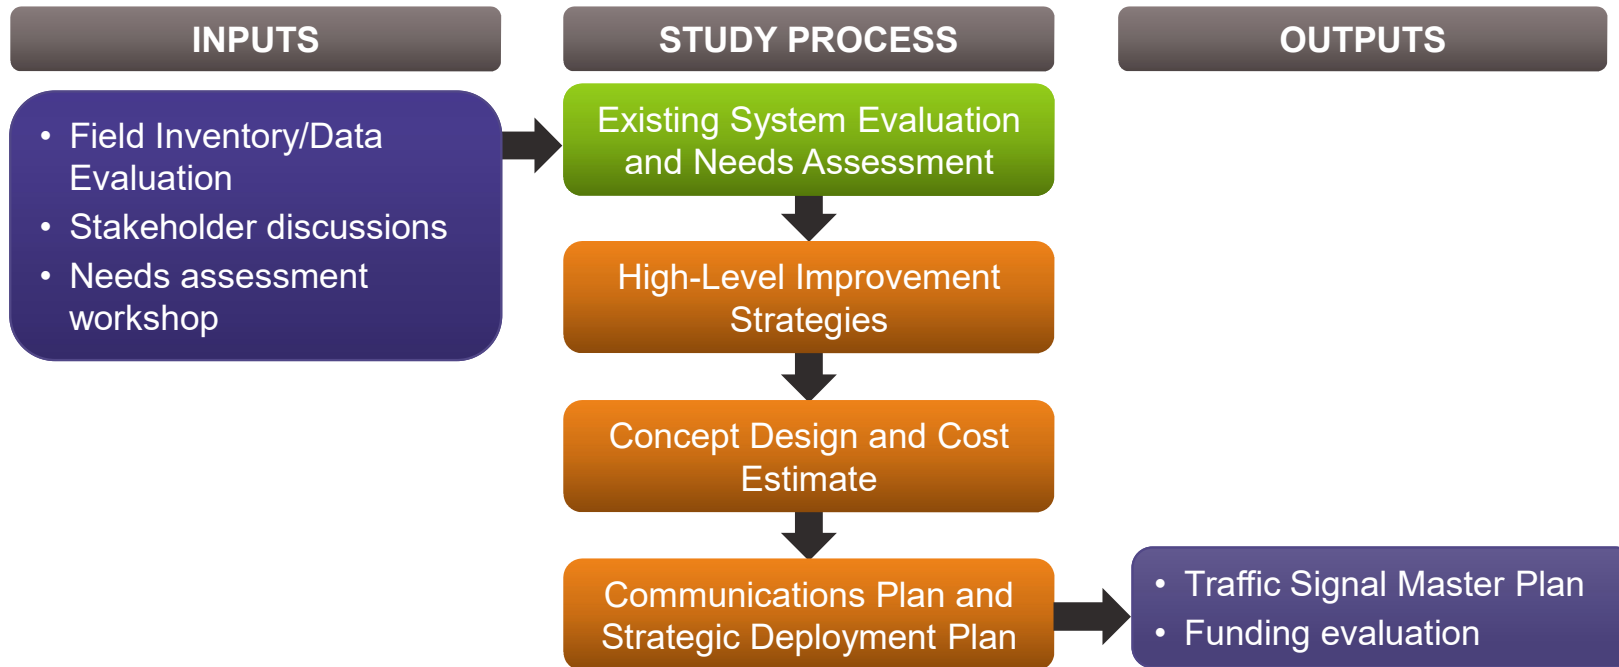 INPUTS
STUDY PROCESS
OUTPUTS
• Field Inventory/Data
Evaluation
• Stakeholder discussions
• Needs assessment
workshop
Existing System Evaluation
and Needs Assessment
High-Level Improvement
Strategies
Concept Design and Cost
Estimate
Communications Plan and
Strategic Deployment Plan
• Traffic Signal Master Plan
• Funding evaluation